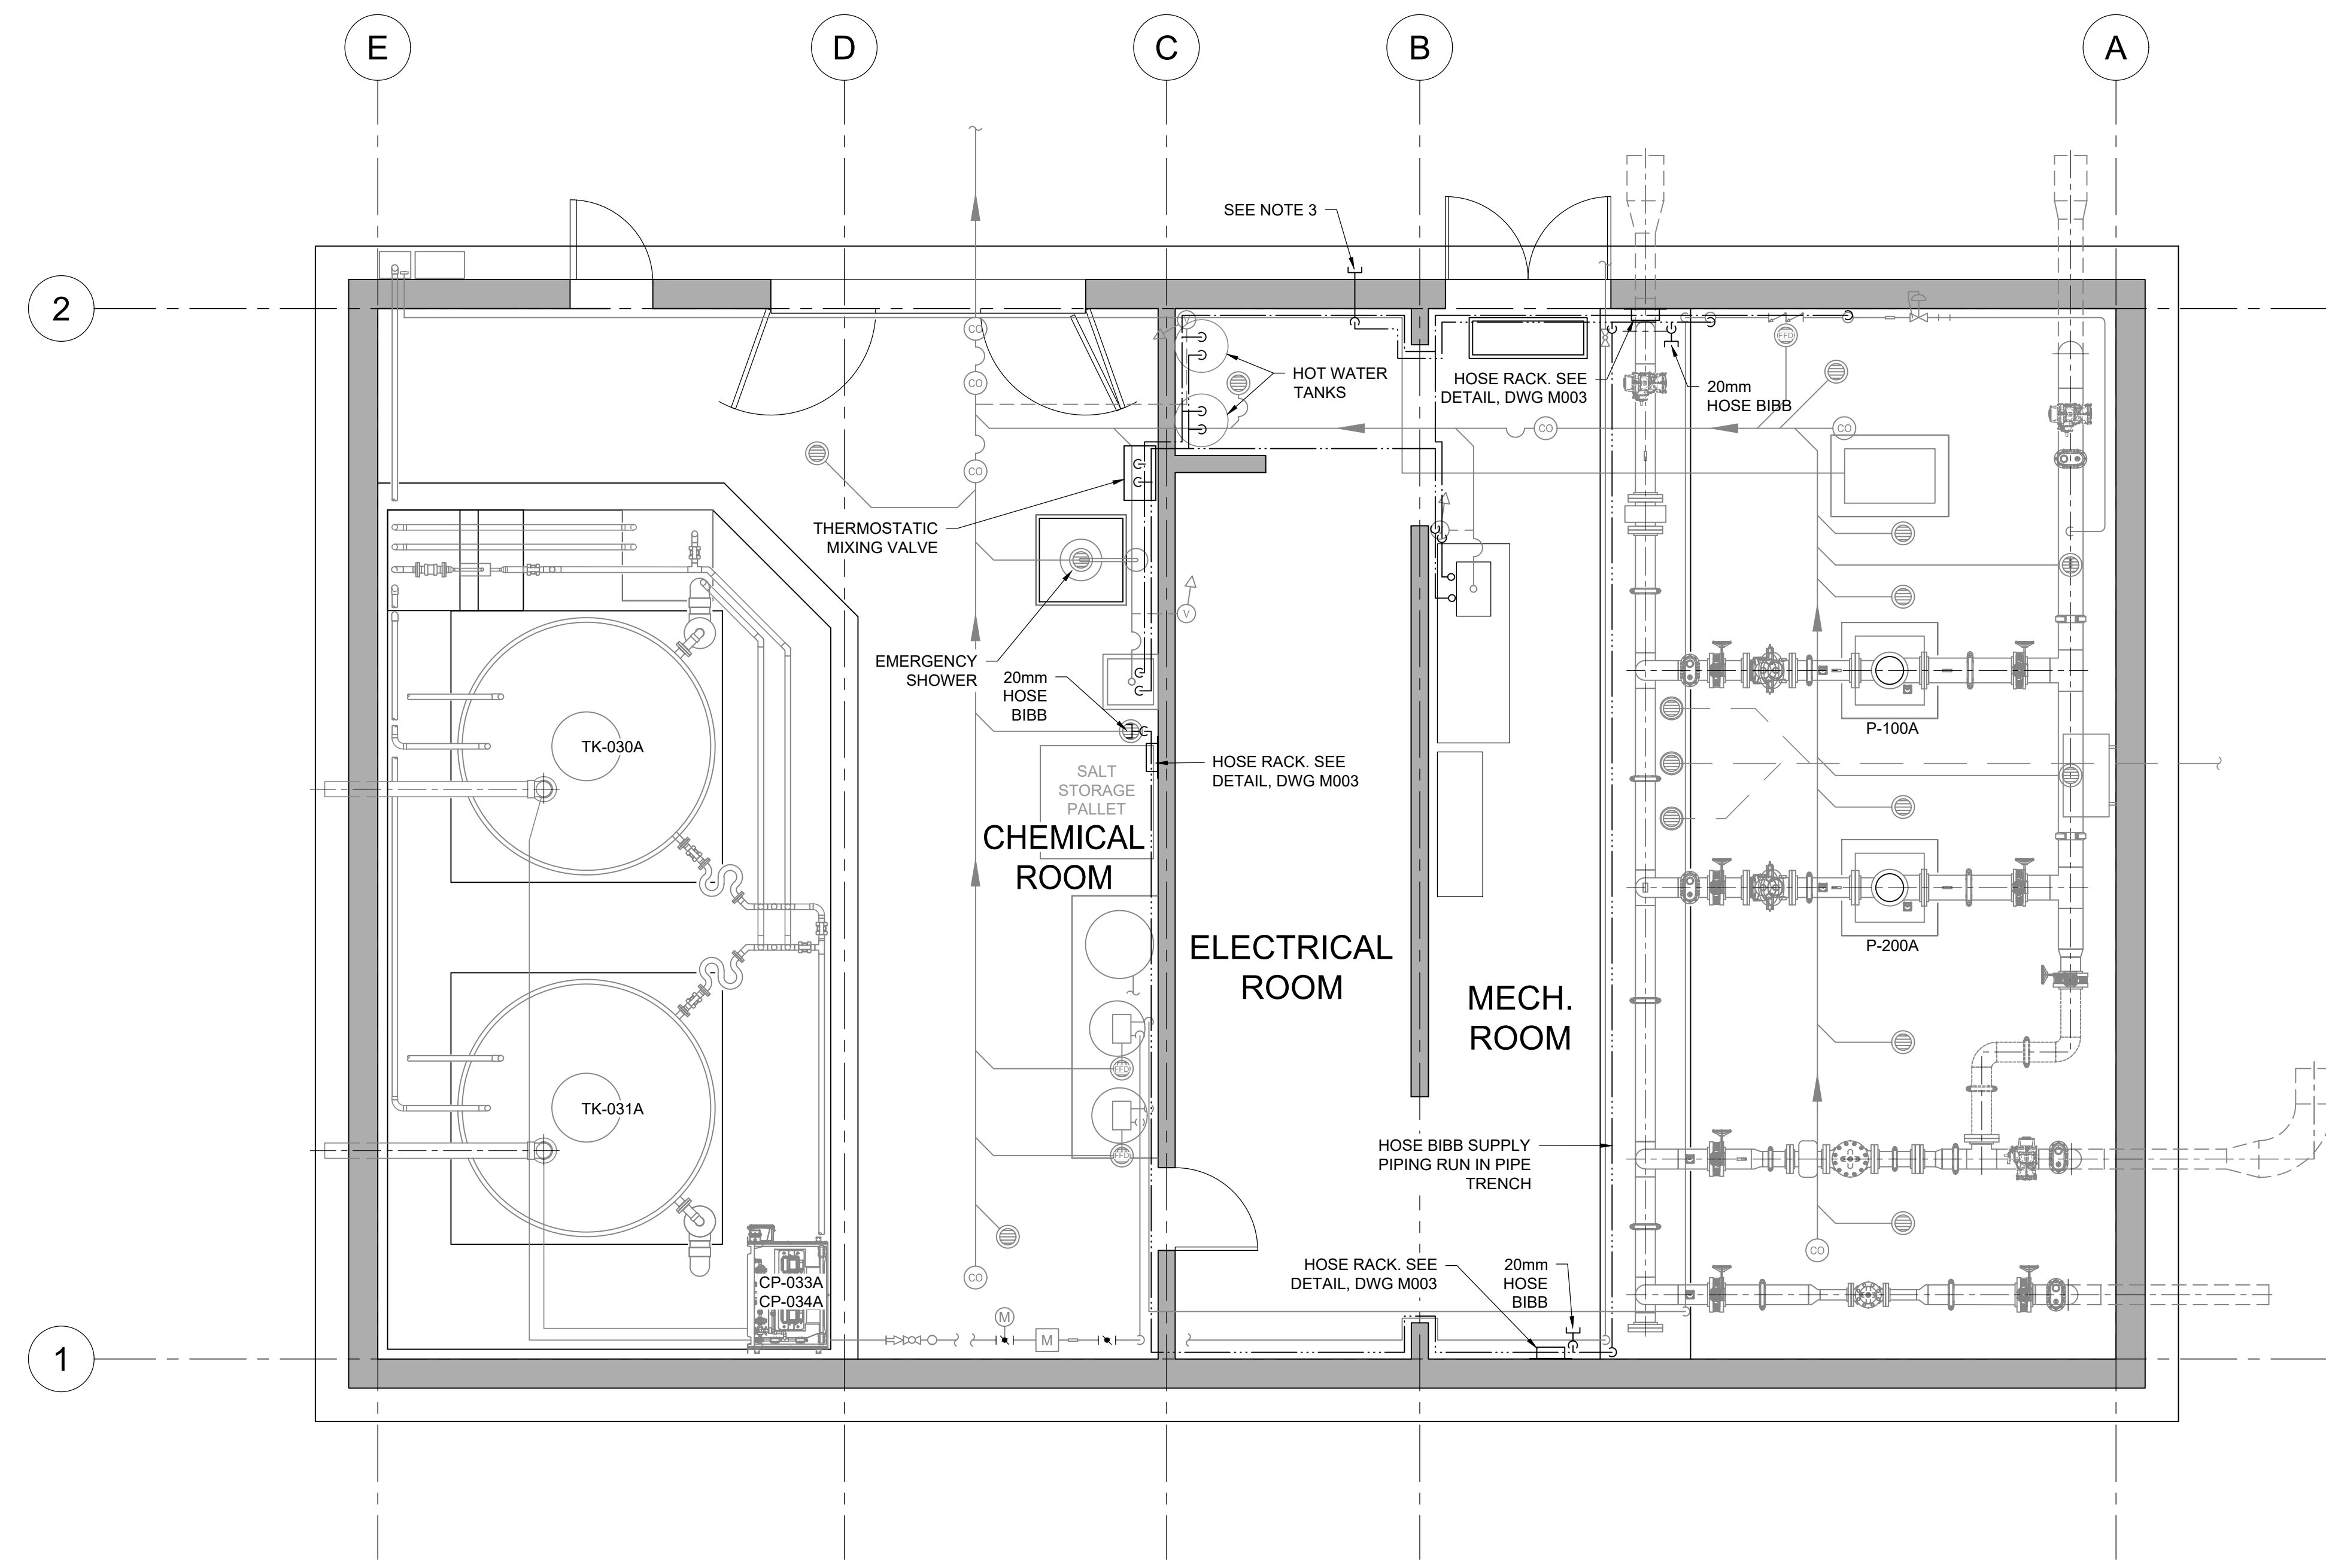 E
D
C
B
A
SEE NOTE 3
2
CO
FFD
CO
HOT WATER
TANKS
HOSE RACK. SEE
DETAIL, DWG M003
20mm
HOSE BIBB
CO
CO
CO
THERMOSTATIC
MIXING VALVE
V
EMERGENCY
SHOWER
20mm
HOSE
BIBB
P-100A
TK-030A
HOSE RACK. SEE
DETAIL, DWG M003
SALT
STORAGE
PALLET
CHEMICAL
ROOM
ELECTRICAL
ROOM
P-200A
MECH.
ROOM
FFD
TK-031A
FFD
HOSE BIBB SUPPLY
PIPING RUN IN PIPE
TRENCH
CO
CO
CP-033A
CP-034A
HOSE RACK. SEE
DETAIL, DWG M003
20mm
HOSE
BIBB
M
M
1